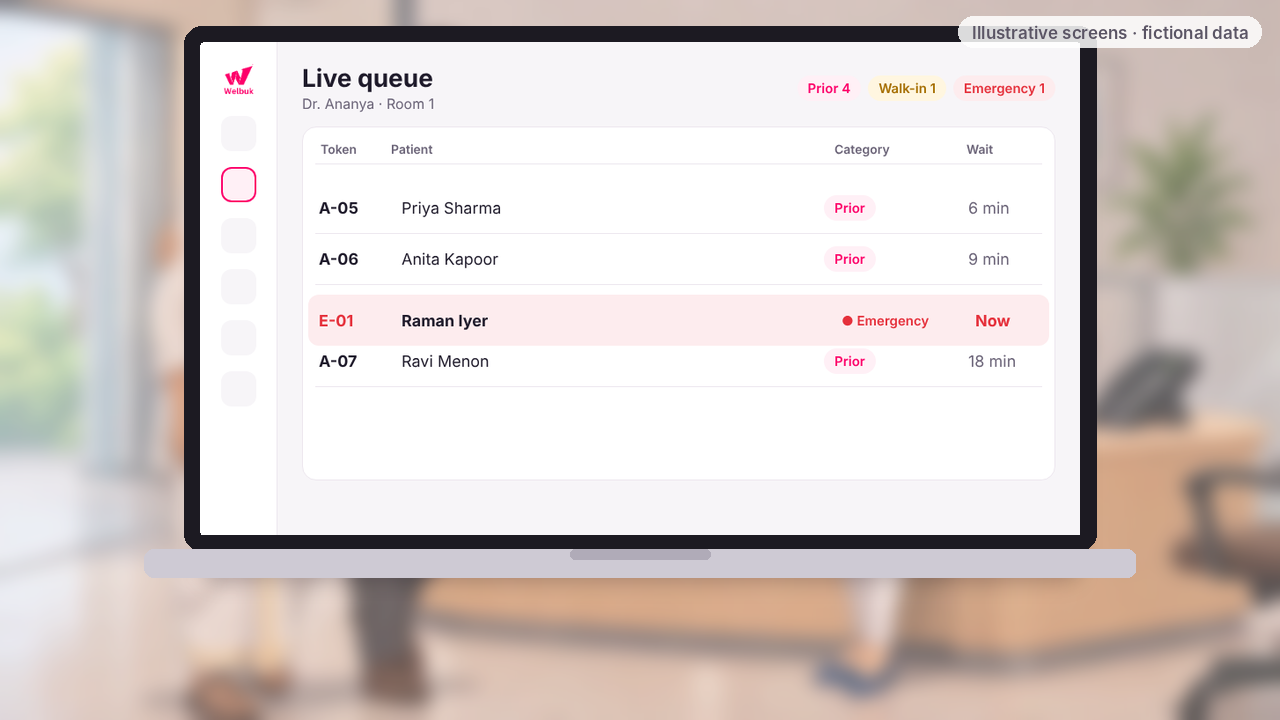 Illustrative screens · fictional data
Welbuk
Live queue
Dr. Ananya · Room 1
Prior 4
Walk-in 1
Emergency 1
Token Patient Category Wait
A-05 Priya Sharma Prior 6 min
A-06 Anita Kapoor Prior 9 min
E-01 Raman Iyer Emergency Now
A-07 Ravi Menon Prior 18 min